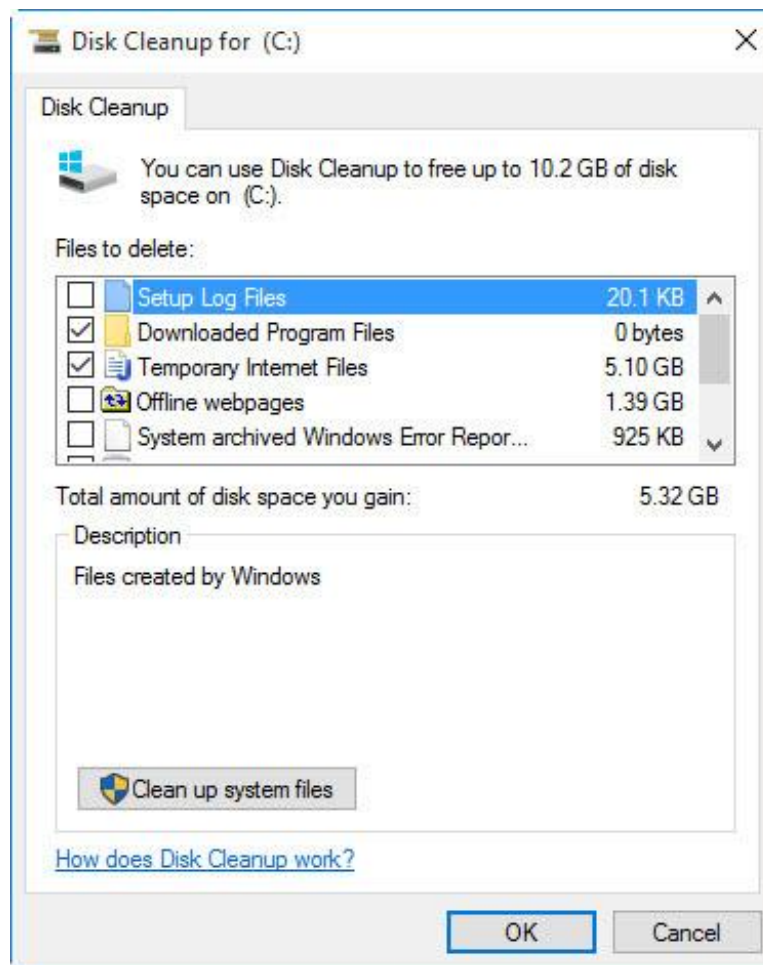 Disk Cleanup for (C:)
Disk Cleanup
You can use Disk Cleanup to free up to 10.2 GB of disk
space on (C:).
Files to delete:
Setup Log Files 20.1 KB
Downloaded Program Files 0 bytes
Temporary Internet Files 5.10 GB
Offline webpages 1.39 GB
System archived Windows Error Repor... 925 KB
Total amount of disk space you gain: 5.32 GB
Description
Files created by Windows
Clean up system files
How does Disk Cleanup work?
OK Cancel